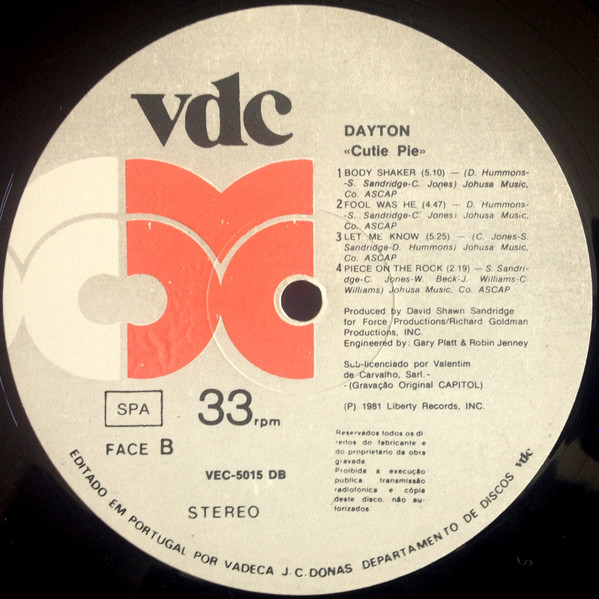 vdc
DAYTON
«Cutie Pie»
1 BODY SHAKER (5.10) — (D. Hummons-
-S. Sandridge-C. Jones) Johusa Music,
Co. ASCAP
2 FOOL WAS HE (4.47) — D. Hummons-
-S. Sandridge-C. Jones) Johusa Music,
Co. ASCAP
3 LET ME KNOW (5.25) — (C. Jones-S.
Sandridge-D. Hummons) Johusa Music,
Co. ASCAP
4 PIECE ON THE ROCK (2.19) — S. Sandri-
dge-C. Jones-W. Beck-J. Williams-C.
Williams) Johusa Music, Co. ASCAP
Produced by David Shawn Sandridge
for Force Productions/Richard Goldman
Productions, INC.
Engineered by: Gary Platt & Robin Jenney
Sub-licenciado por Valentim
de Carvalho, Sarl. -
- (Gravação Original CAPITOL)
(P) 1981 Liberty Records, INC.
SPA
33 rpm
FACE B
VEC-5015 DB
STEREO
Reservados todos os di-
reitos do fabricante e
do proprietário da obra
gravada
Proibida a execução
publica, transmissão
radiofónica e cópia
deste disco, não au-
torizados
EDITADO EM PORTUGAL POR VADECA J.C. DONAS DEPARTAMENTO DE DISCOS vdc